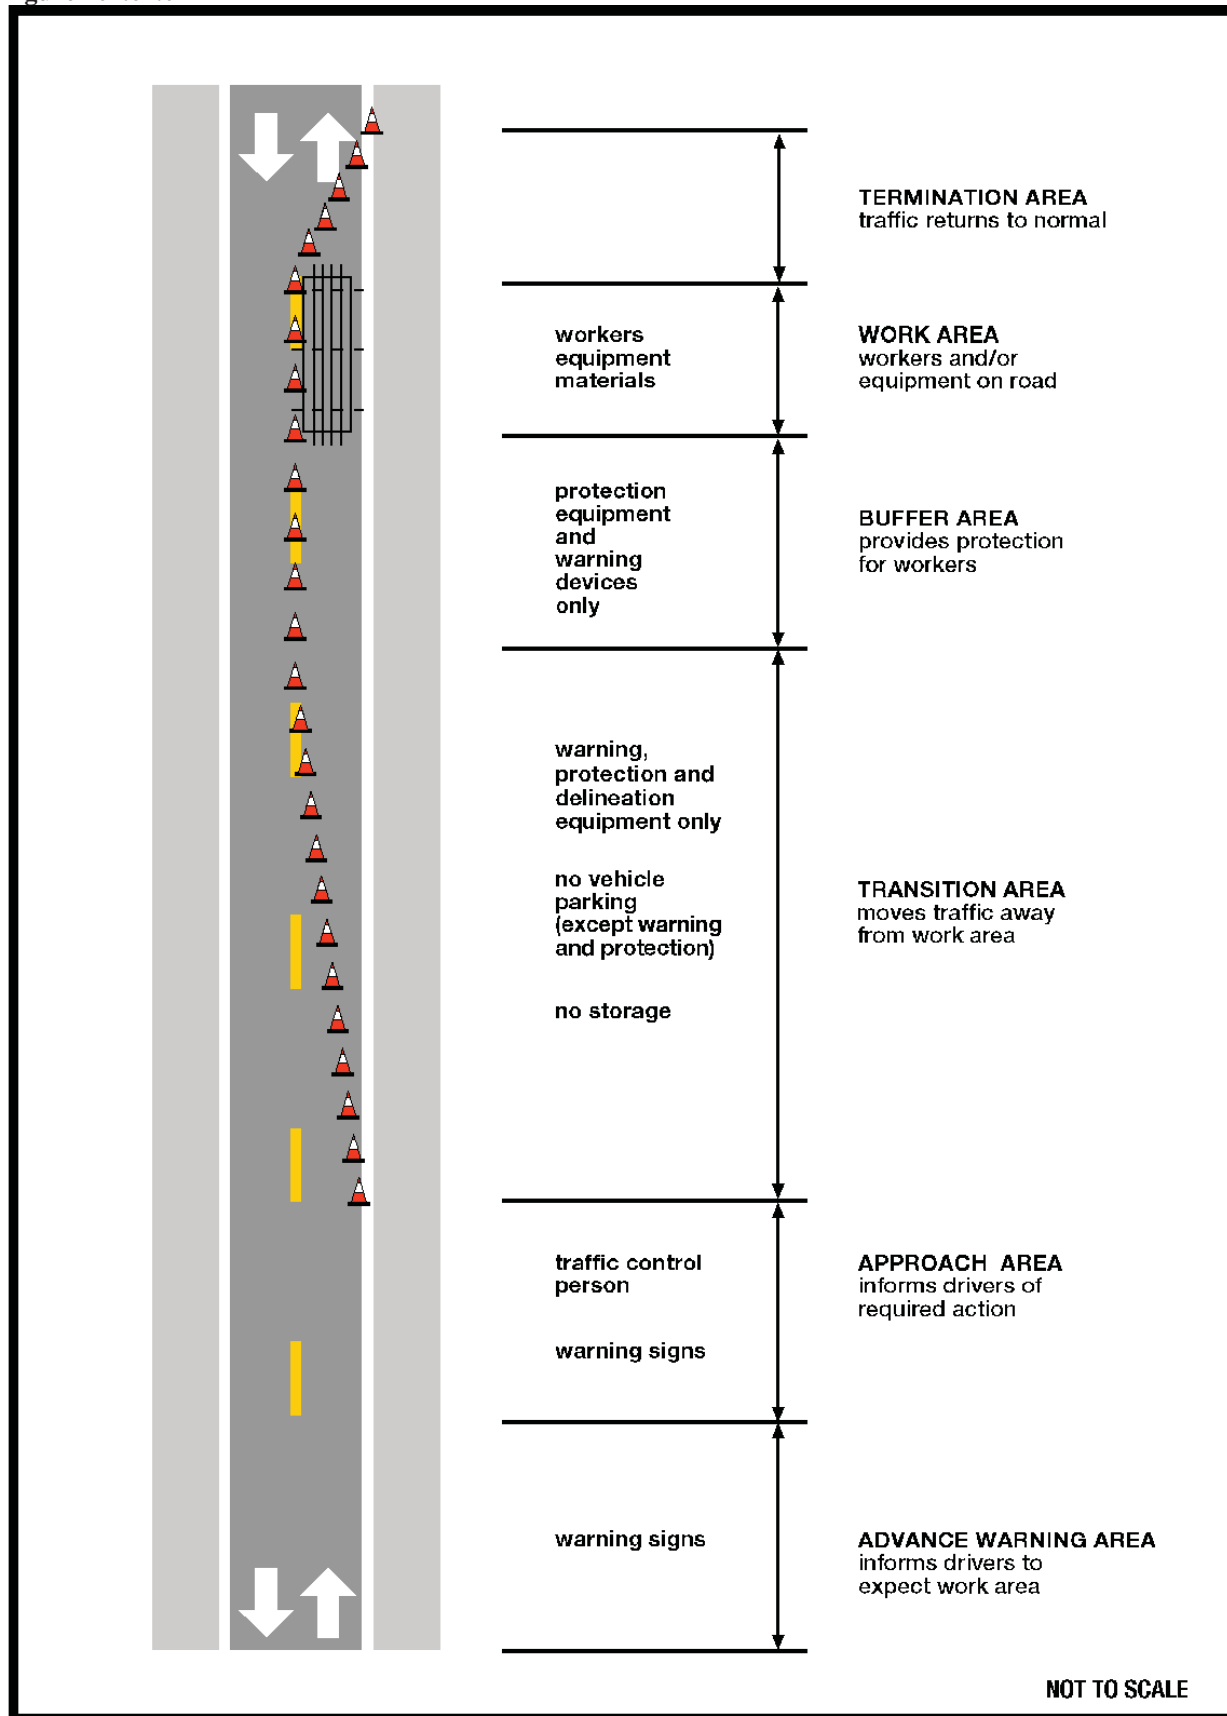 TERMINATION AREA
traffic returns to normal
workers
equipment
materials
WORK AREA
workers and/or
equipment on road
protection
equipment
and
warning
devices
only
BUFFER AREA
provides protection
for workers
warning,
protection and
delineation
equipment only
no vehicle
parking
(except warning
and protection)
no storage
TRANSITION AREA
moves traffic away
from work area
traffic control
person
warning signs
APPROACH AREA
informs drivers of
required action
warning signs
ADVANCE WARNING AREA
informs drivers to
expect work area
NOT TO SCALE